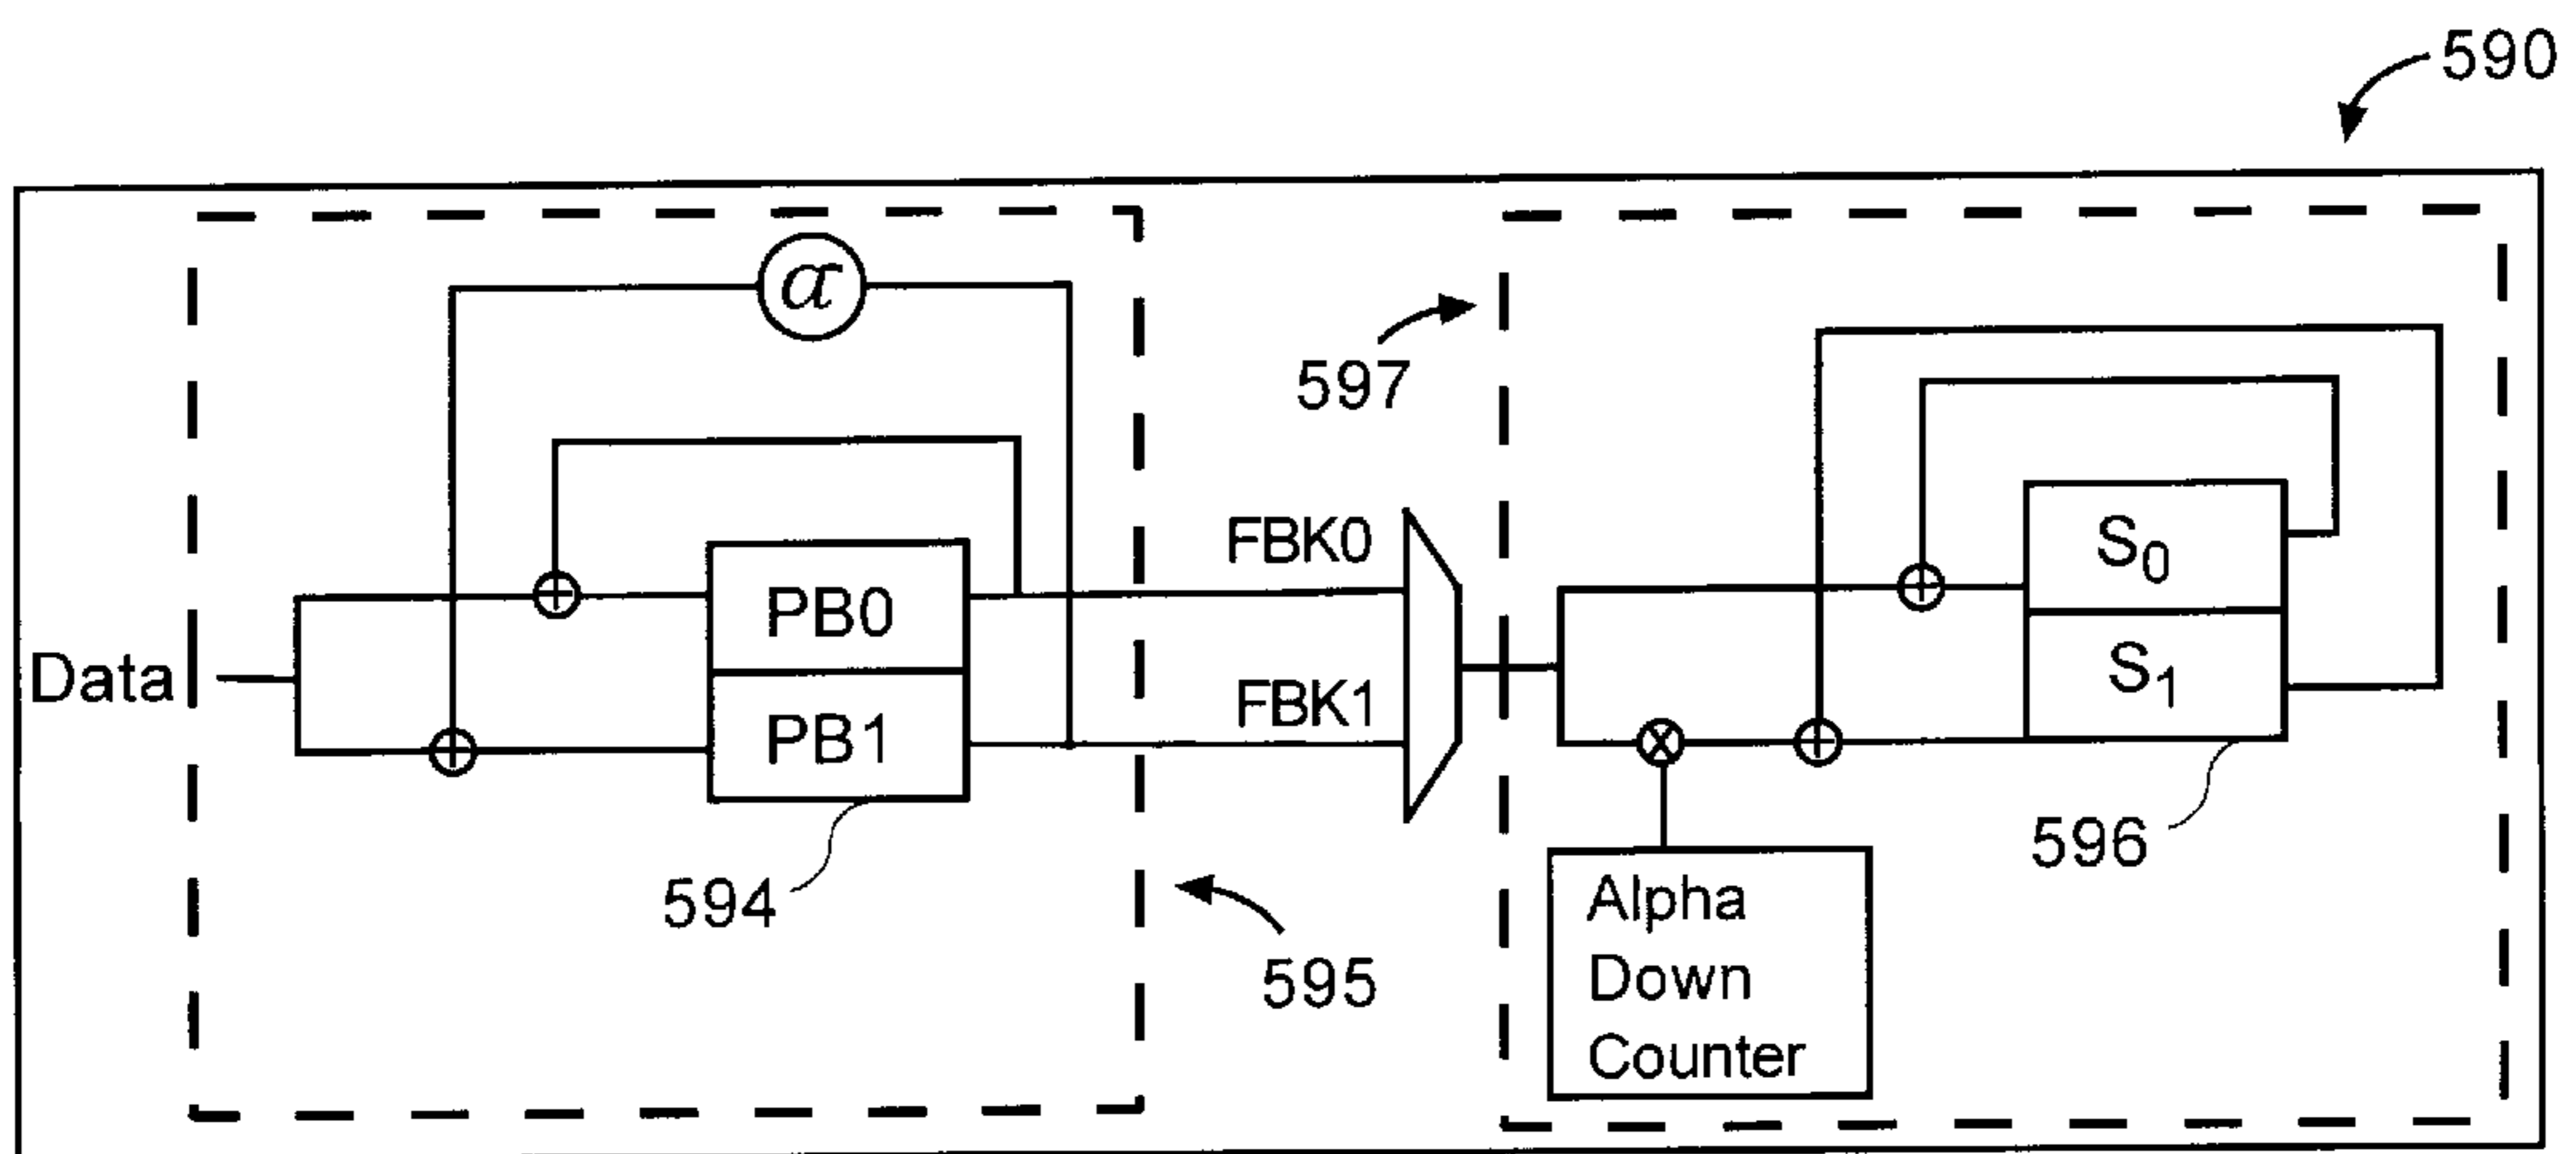 590
α
597
FBK0
S0
PB0
Data
S1
FBK1
PB1
596
594
Alpha
Down
Counter
595